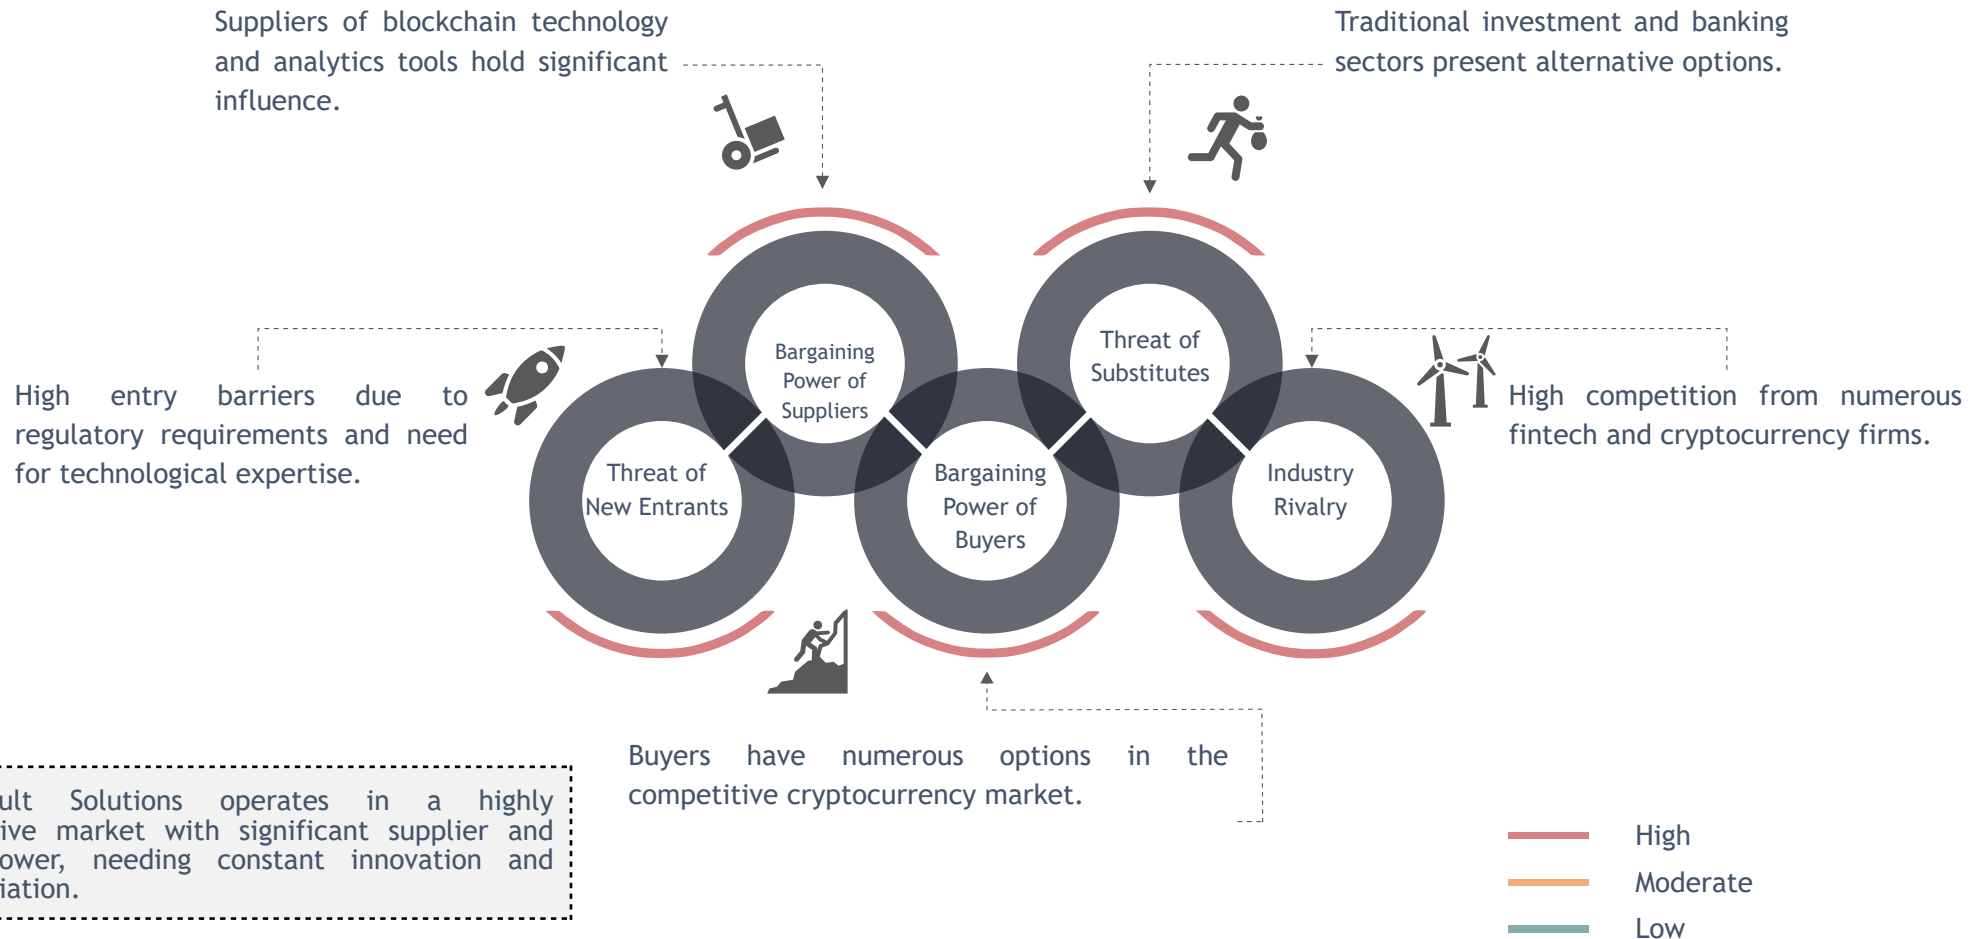 Suppliers of blockchain technology
and analytics tools hold significant
influence.
Traditional investment and banking
sectors present alternative options.
High entry barriers due to
regulatory requirements and need
for technological expertise.
Bargaining
Power of
Suppliers
Threat of
Substitutes
High competition from numerous
fintech and cryptocurrency firms.
Threat of
New Entrants
Bargaining
Power of
Buyers
Industry
Rivalry
Buyers have numerous options in the
competitive cryptocurrency market.
Solutions operates in a highly
market with significant supplier and
needing constant innovation and
High
Moderate
Low